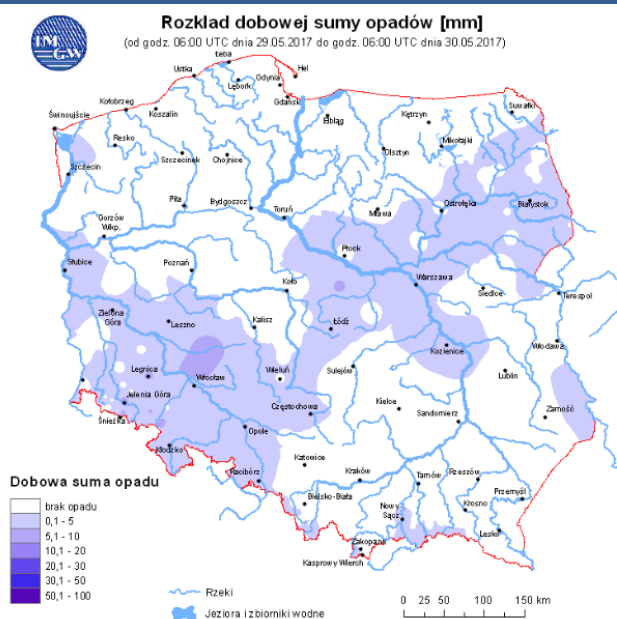 IM
GW
Rozkład dobowej sumy opadów [mm]
(od godz. 06:00 UTC dnia 29.05.2017 do godz. 06:00 UTC dnia 30.05.2017)
Łeba
Hel
Ustka
Gdynia
Lębork
Suwałki
Kołobrzeg
Gdańsk
Koszalin
Elbląg
Kętrzyn
Świnoujście
Resko
Mikołajki
Olsztyn
Szczecinek
Chojnice
Szczecin
Piła
Bydgoszcz
Ostrołęka
Białystok
Toruń
Mława
Gorzów
Wlkp.
Płock
Słubice
Poznań
Warszawa
Koło
Siedlce
Terespol
Zielona
Góra
Leszno
Kalisz
Łódź
Kozienice
Włodawa
Legnica
Wrocław
Wieluń
Sulejów
Lublin
Jelenia Góra
Kielce
Częstochowa
Sandomierz
Zamość
Śnieżka
Opole
Kłodzko
Katowice
Racibórz
Kraków
Tarnów
Rzeszów
Bielsko-Biała
Przemyśl
Nowy
Sącz
Krosno
Lesko
Zakopane
Kasprowy Wierch
Dobowa suma opadu
brak opadu
0,1 - 5
5,1 - 10
10,1 - 20
20,1 - 30
30,1 - 50
50,1 - 100
Rzeki
Jeziora i zbiorniki wodne
0 25 50 100 150 km